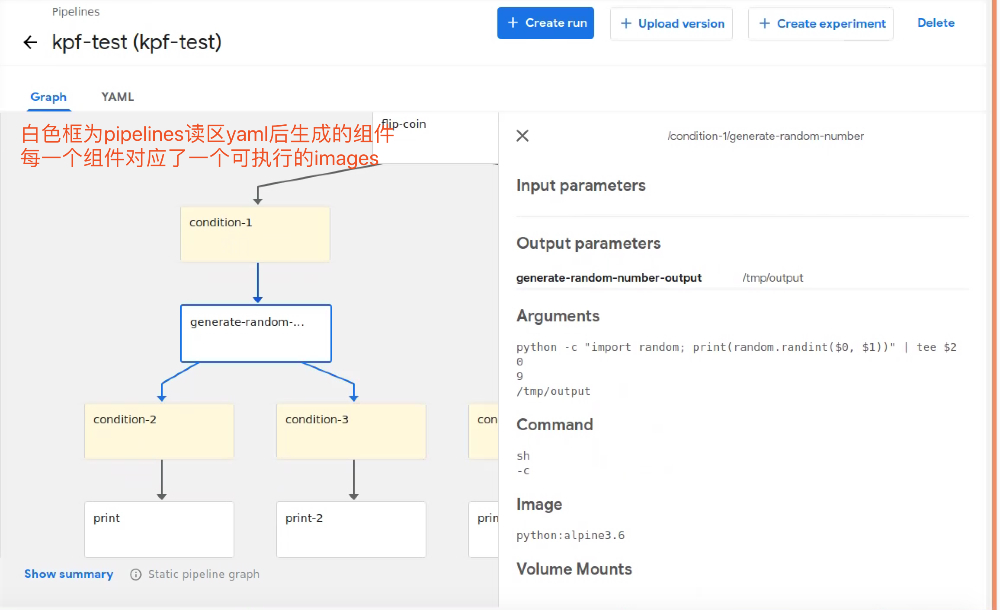 Pipelines
kpf-test (kpf-test)
+ Create run
+ Upload version
+ Create experiment
Delete
Graph
YAML
flip-coin
白色框为pipelines读区yaml后生成的组件
每一个组件对应了一个可执行的images
condition-1
generate-random-...
condition-2
condition-3
con
print
print-2
prin
Show summary
Static pipeline graph
/condition-1/generate-random-number
Input parameters
Output parameters
generate-random-number-output /tmp/output
Arguments
python -c "import random; print(random.randint($0, $1))" | tee $2
0
9
/tmp/output
Command
sh
-c
Image
python:alpine3.6
Volume Mounts